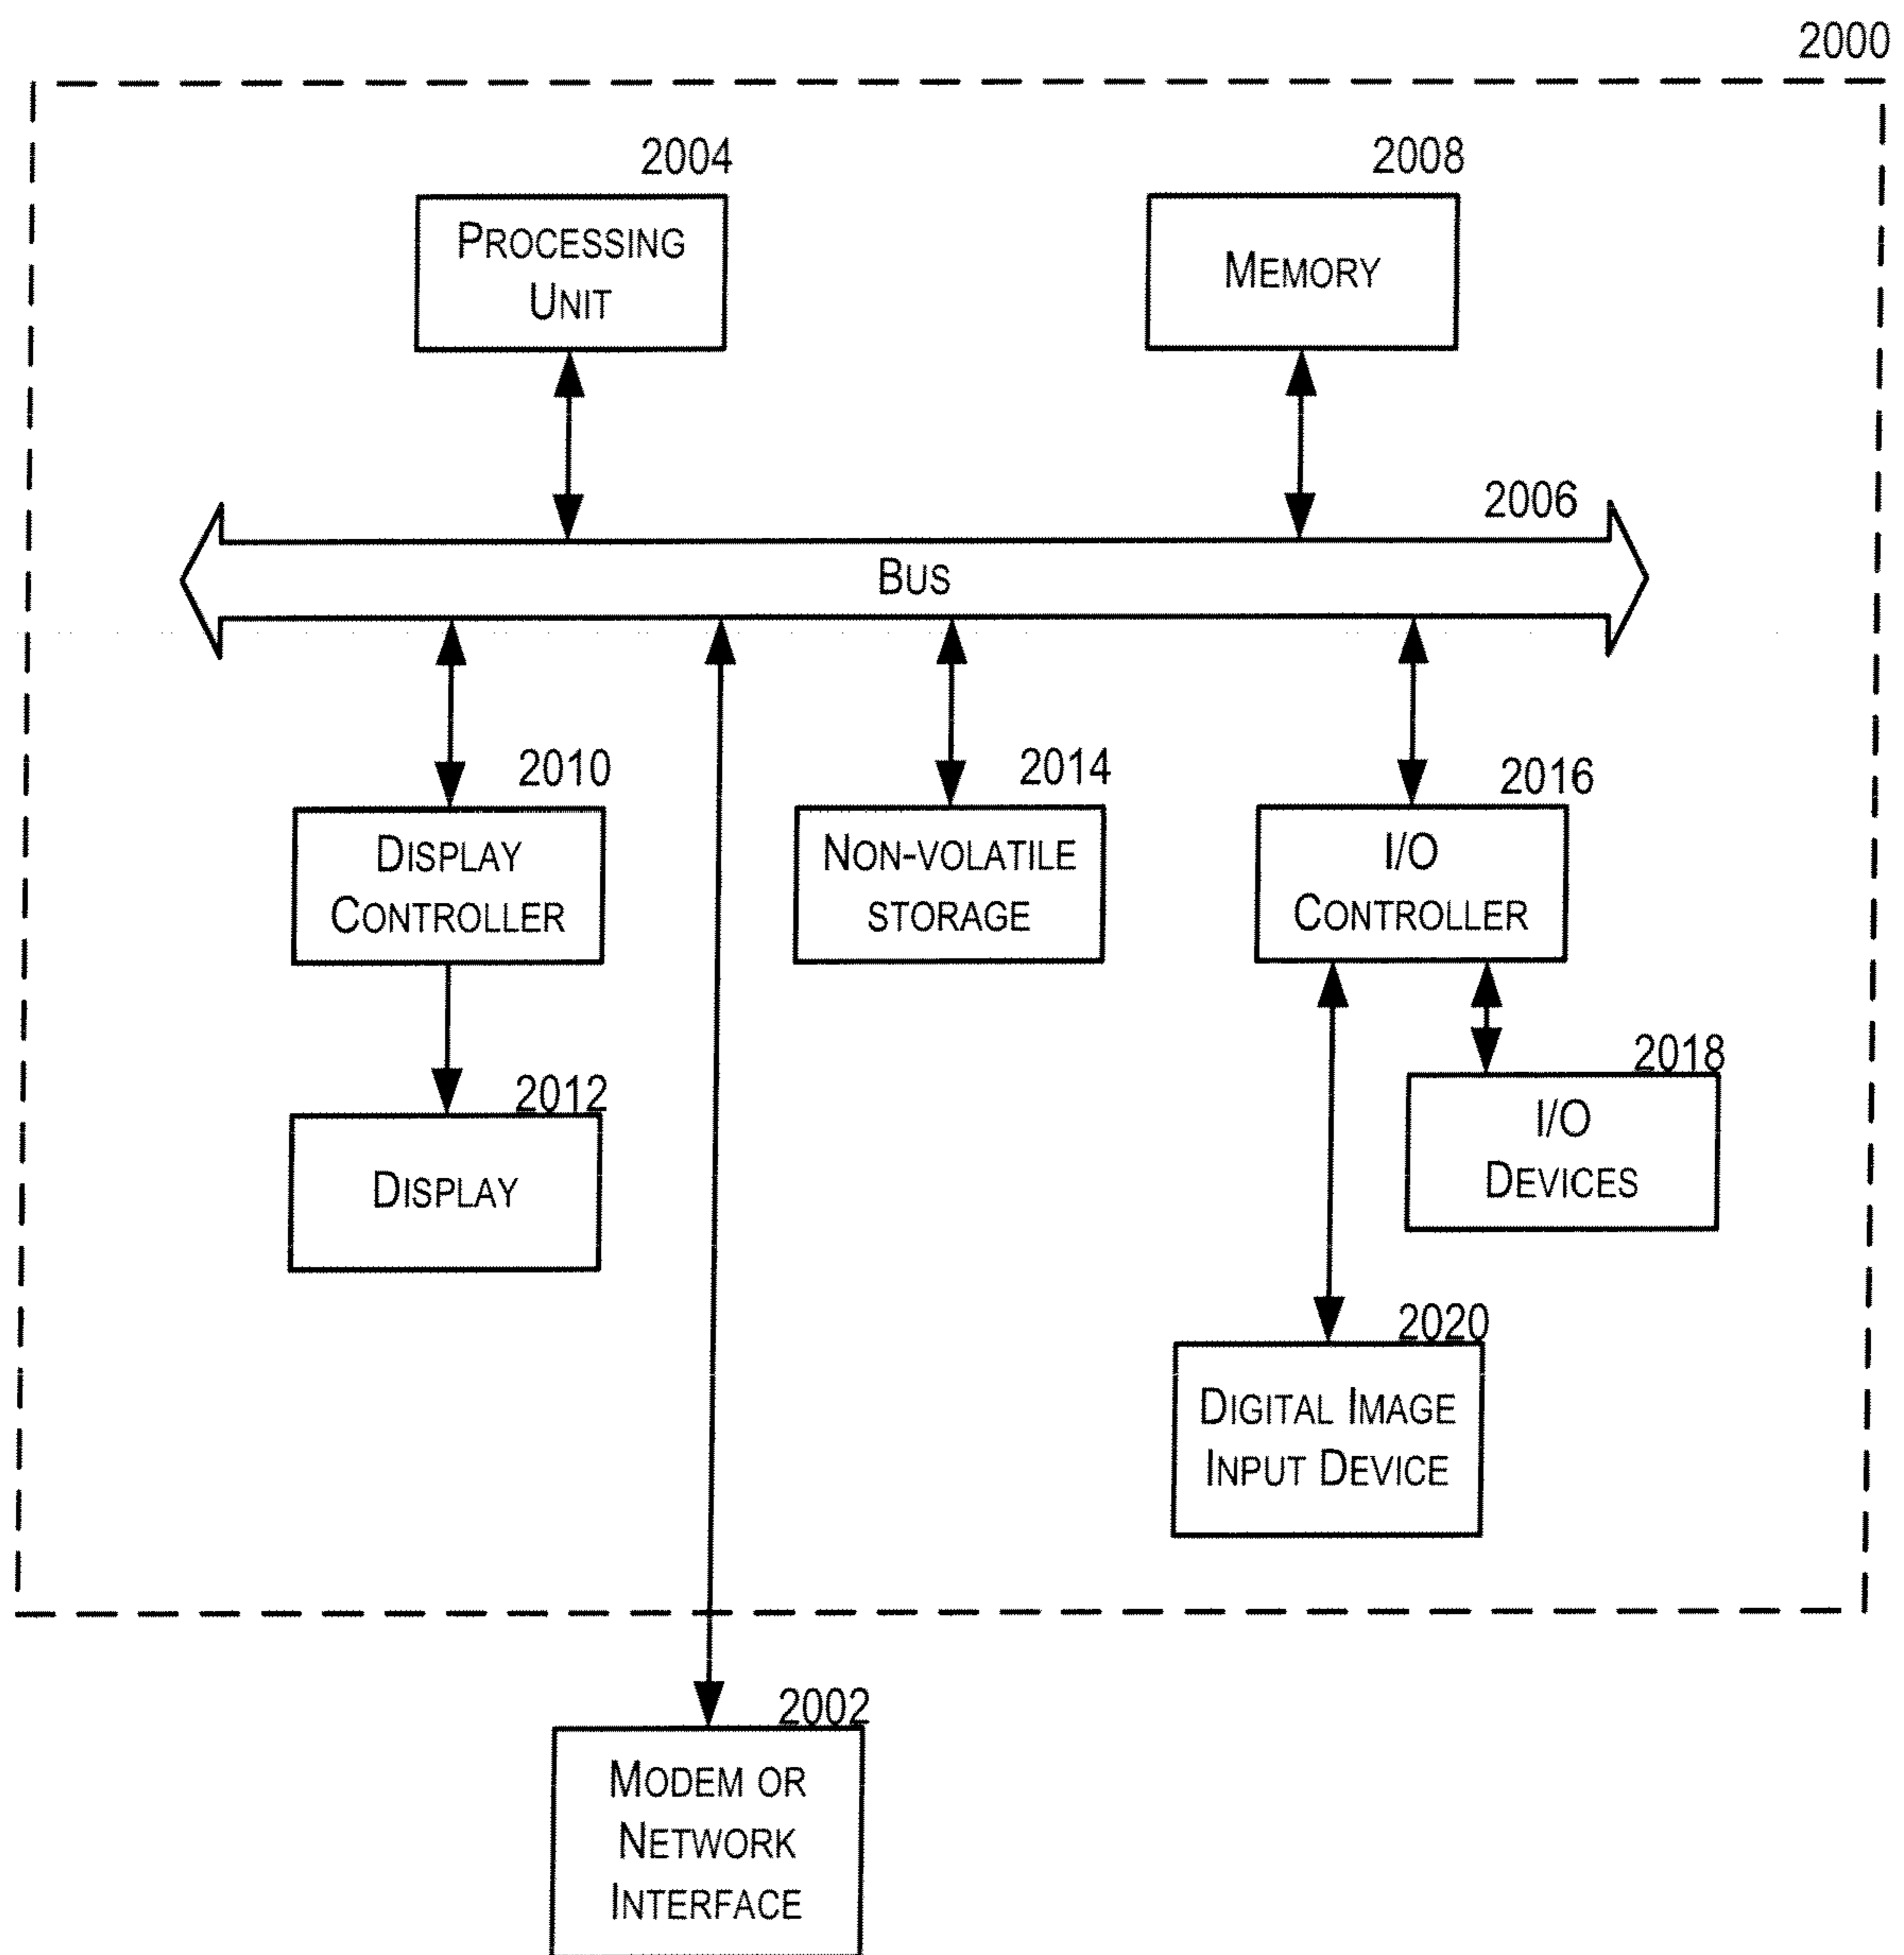 2000
2004
PROCESSING
UNIT
2008
MEMORY
2006
BUS
2010
DISPLAY
CONTROLLER
2014
NON-VOLATILE
STORAGE
2016
I/O
CONTROLLER
2012
DISPLAY
2018
I/O
DEVICES
2020
DIGITAL IMAGE
INPUT DEVICE
2002
MODEM OR
NETWORK
INTERFACE